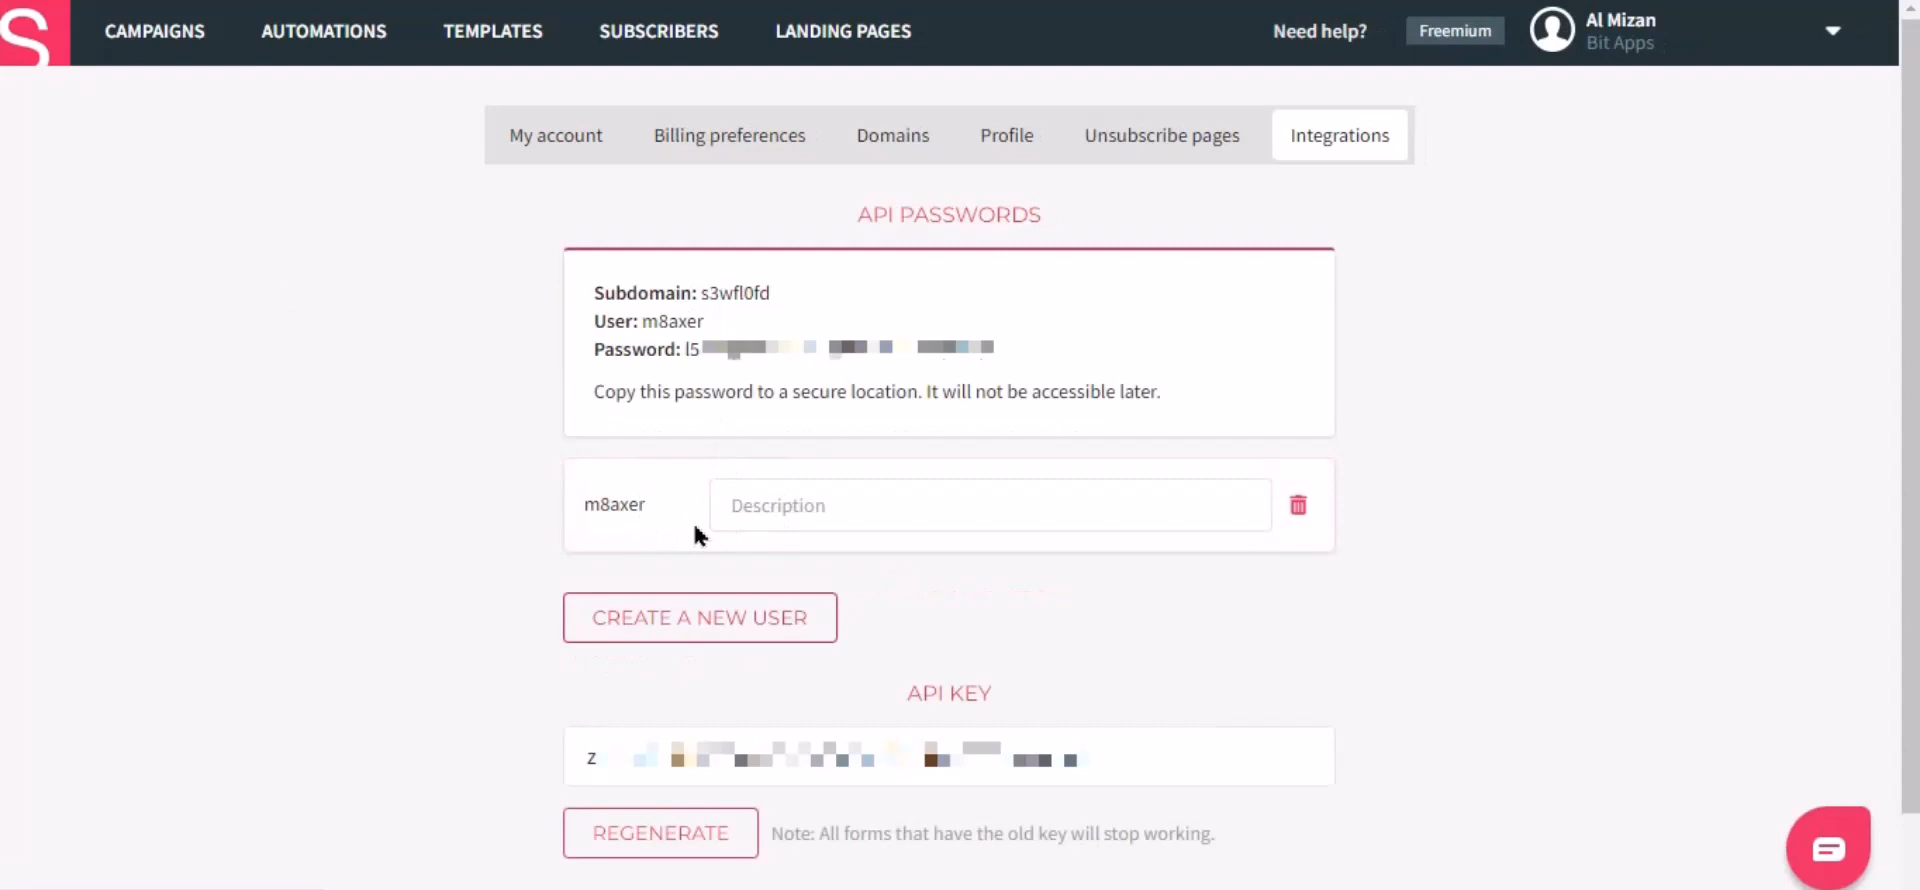 S CAMPAIGNS AUTOMATIONS TEMPLATES SUBSCRIBERS LANDING PAGES Need help? Freemium Al Mizan
Bit Apps
My account Billing preferences Domains Profile Unsubscribe pages Integrations
API PASSWORDS
Subdomain: s3wfl0fd
User: m8axer
Password: l5
Copy this password to a secure location. It will not be accessible later.
m8axer Description
CREATE A NEW USER
API KEY
z
REGENERATE Note: All forms that have the old key will stop working.